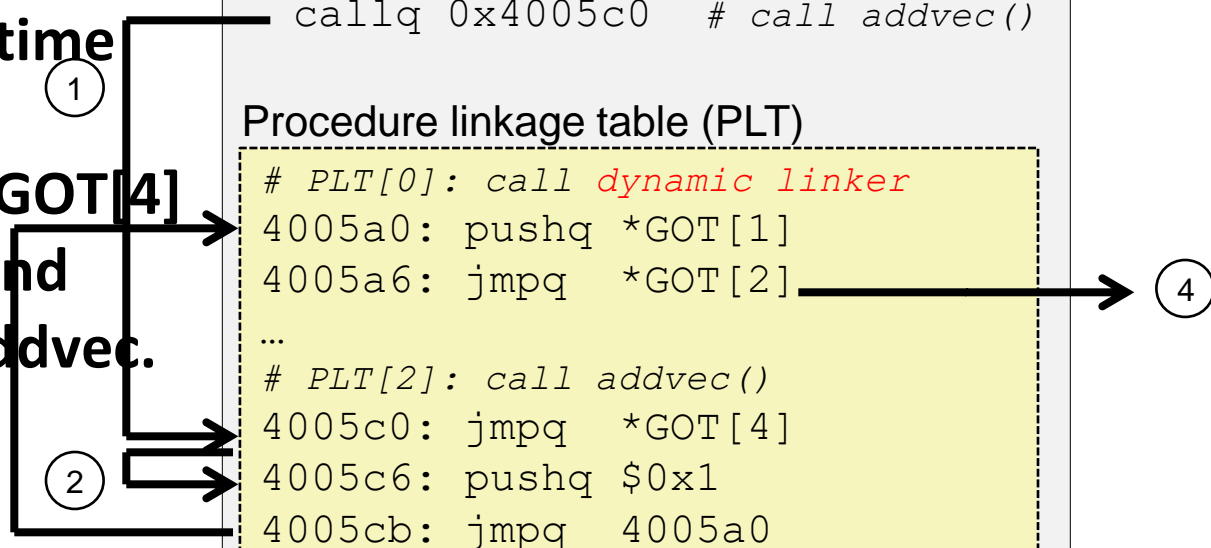 time
callq 0x4005c0 # call addvec()
1
Procedure linkage table (PLT)
GOT[4]
# PLT[0]: call dynamic linker
4005a0: pushq *GOT[1]
nd
4005a6: jmpq *GOT[2]
4
…
ddvec.
# PLT[2]: call addvec()
4005c0: jmpq *GOT[4]
2
4005c6: pushq $0x1
4005cb: jmpq 4005a0